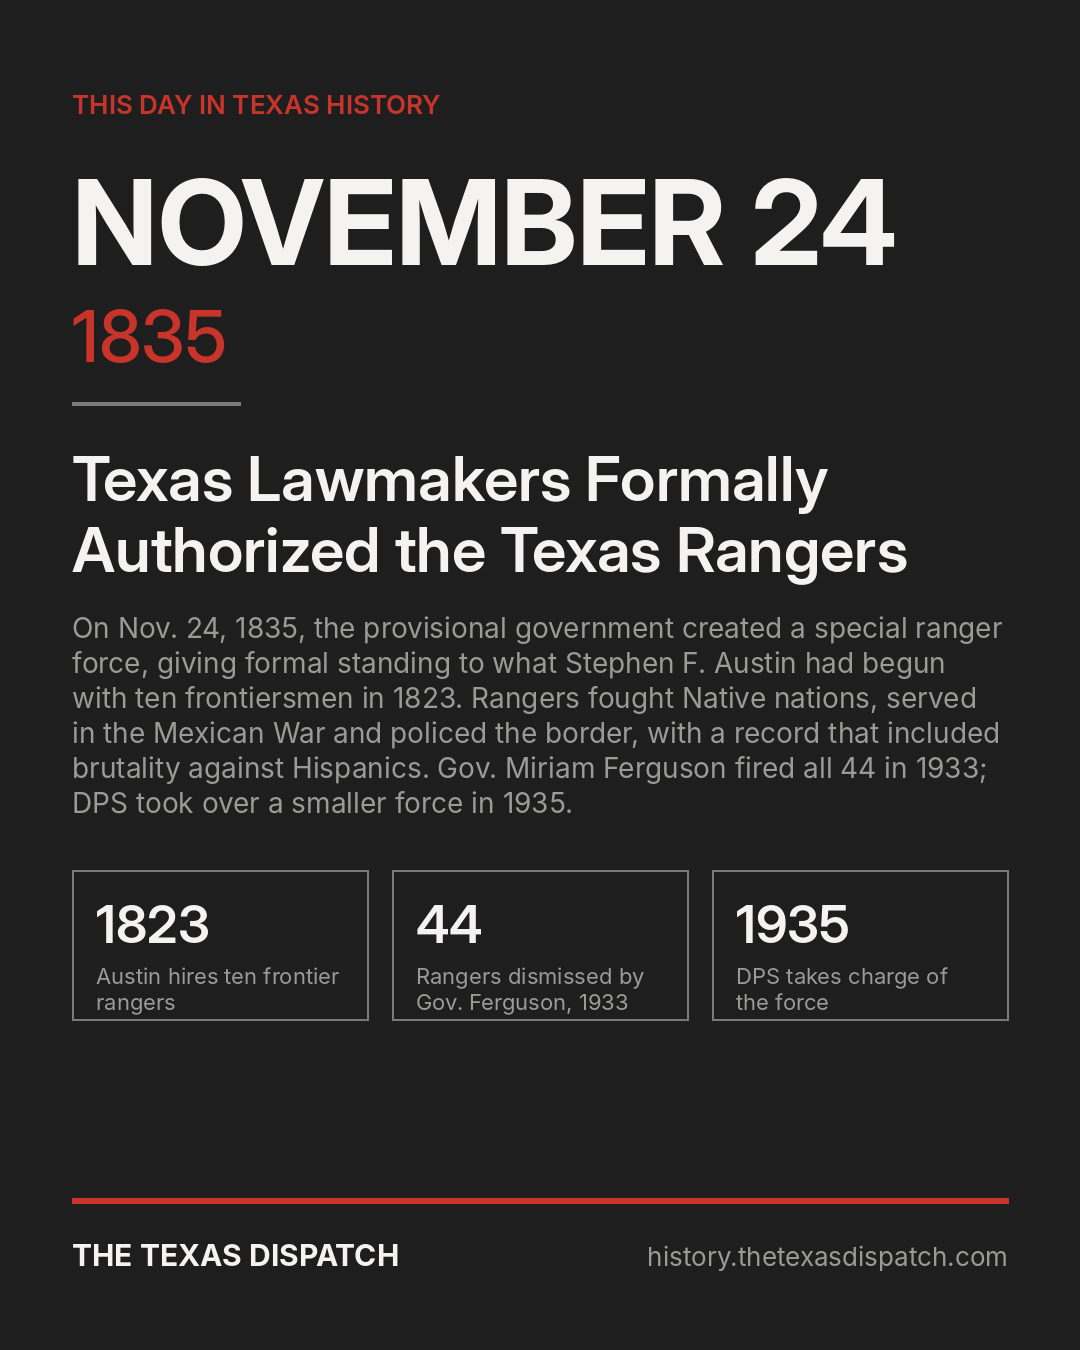 THIS DAY IN TEXAS HISTORY
NOVEMBER 24
1835
Texas Lawmakers Formally
Authorized the Texas Rangers
On Nov. 24, 1835, the provisional government created a special ranger
force, giving formal standing to what Stephen F. Austin had begun
with ten frontiersmen in 1823. Rangers fought Native nations, served
in the Mexican War and policed the border, with a record that included
brutality against Hispanics. Gov. Miriam Ferguson fired all 44 in 1933;
DPS took over a smaller force in 1935.
1823
Austin hires ten frontier
rangers
44
Rangers dismissed by
Gov. Ferguson, 1933
1935
DPS takes charge of
the force
THE TEXAS DISPATCH
history.thetexasdispatch.com